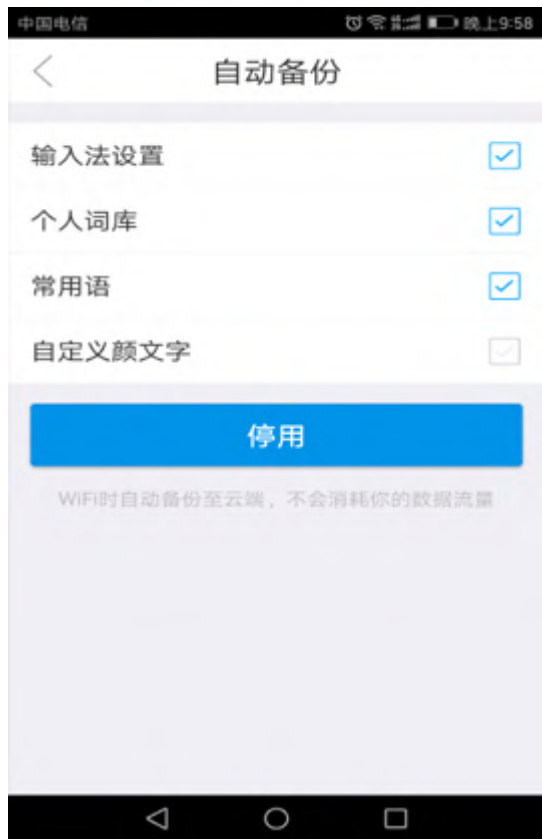 中国电信 晚上9:58
自动备份
输入法设置
个人词库
常用语
自定义颜文字
停用
WiFi时自动备份至云端，不会消耗你的数据流量